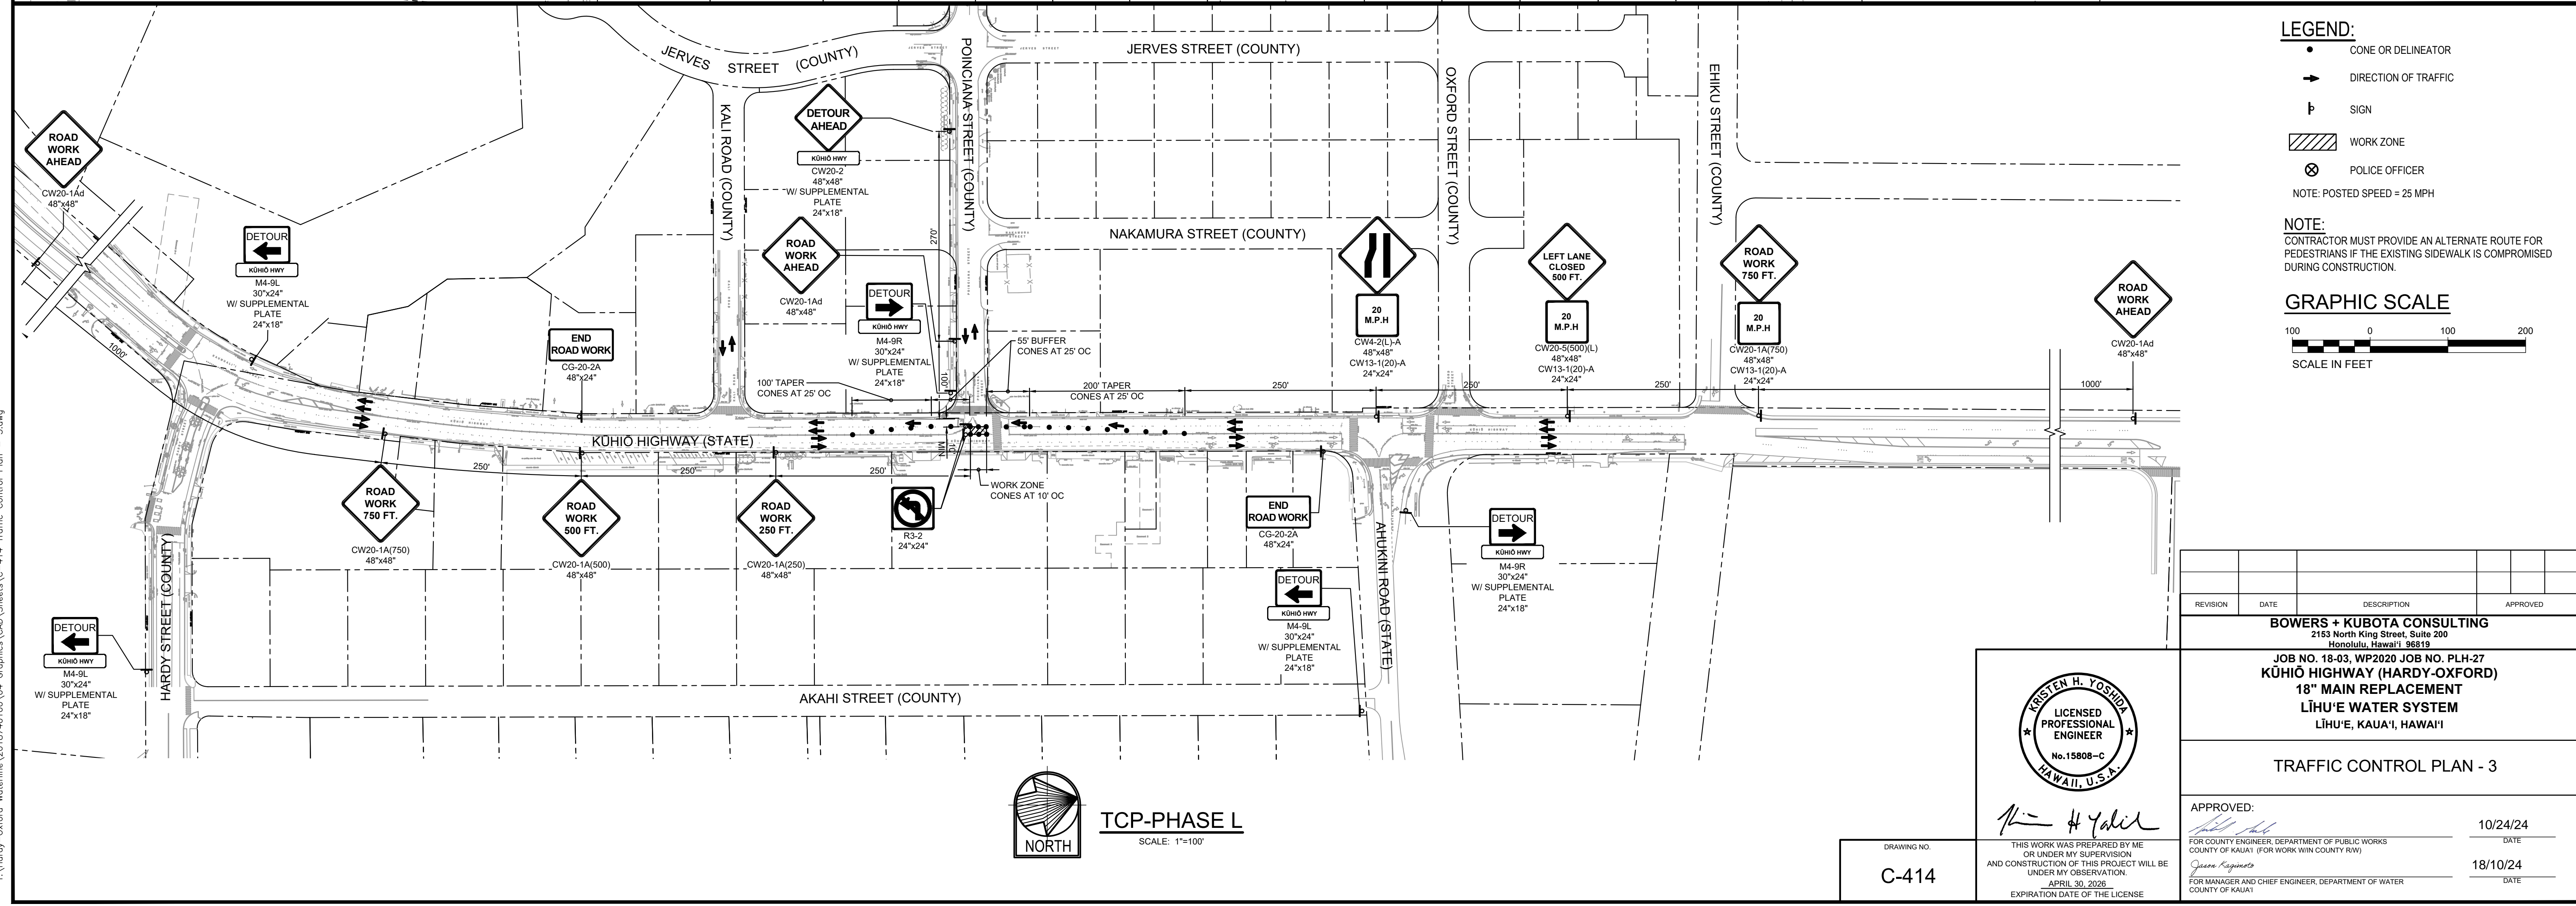 JERVES STREET (COUNTY)
POINCIANA STREET (COUNTY)
JERVES STREET (COUNTY)
OXFORD STREET (COUNTY)
EHIKU STREET (COUNTY)
KALI ROAD (COUNTY)
NAKAMURA STREET (COUNTY)
ROAD
WORK
AHEAD
CW20-1Ad
48"x48"
1000'
DETOUR
KŪHIŌ HWY
M4-9L
30"x24"
W/ SUPPLEMENTAL
PLATE
24"x18"
END
ROAD WORK
CG-20-2A
48"x24"
DETOUR
AHEAD
KŪHIŌ HWY
CW20-2
48"x48"
W/ SUPPLEMENTAL
PLATE
24"x18"
ROAD
WORK
AHEAD
CW20-1Ad
48"x48"
270'
DETOUR
KŪHIŌ HWY
M4-9R
30"x24"
W/ SUPPLEMENTAL
PLATE
24"x18"
100'
55' BUFFER
CONES AT 25' OC
100' TAPER
CONES AT 25' OC
200' TAPER
CONES AT 25' OC
250'
250'
250'
1000'
20
M.P.H
CW4-2(L)-A
48"x48"
CW13-1(20)-A
24"x24"
LEFT LANE
CLOSED
500 FT.
20
M.P.H
CW20-5(500)(L)
48"x48"
CW13-1(20)-A
24"x24"
ROAD
WORK
750 FT.
20
M.P.H
CW20-1A(750)
48"x48"
CW13-1(20)-A
24"x24"
ROAD
WORK
AHEAD
CW20-1Ad
48"x48"
KŪHIŌ HIGHWAY (STATE)
MIN
250'
250'
250'
ROAD
WORK
750 FT.
CW20-1A(750)
48"x48"
ROAD
WORK
500 FT.
CW20-1A(500)
48"x48"
ROAD
WORK
250 FT.
CW20-1A(250)
48"x48"
R3-2
24"x24"
WORK ZONE
CONES AT 10' OC
END
ROAD WORK
CG-20-2A
48"x24"
DETOUR
KŪHIŌ HWY
M4-9L
30"x24"
W/ SUPPLEMENTAL
PLATE
24"x18"
DETOUR
KŪHIŌ HWY
M4-9R
30"x24"
W/ SUPPLEMENTAL
PLATE
24"x18"
DETOUR
KŪHIŌ HWY
M4-9L
30"x24"
W/ SUPPLEMENTAL
PLATE
24"x18"
HARDY STREET (COUNTY)
AKAHI STREET (COUNTY)
AHUKINI ROAD (STATE)
NORTH
TCP-PHASE L
SCALE: 1"=100'
LEGEND:
CONE OR DELINEATOR
DIRECTION OF TRAFFIC
SIGN
WORK ZONE
POLICE OFFICER
NOTE: POSTED SPEED = 25 MPH
NOTE:
CONTRACTOR MUST PROVIDE AN ALTERNATE ROUTE FOR
PEDESTRIANS IF THE EXISTING SIDEWALK IS COMPROMISED
DURING CONSTRUCTION.
GRAPHIC SCALE
100 0 100 200
SCALE IN FEET
REVISION DATE DESCRIPTION APPROVED
BOWERS + KUBOTA CONSULTING
2153 North King Street, Suite 200
Honolulu, Hawai‘i 96819
JOB NO. 18-03, WP2020 JOB NO. PLH-27
KŪHIŌ HIGHWAY (HARDY-OXFORD)
18" MAIN REPLACEMENT
LĪHU‘E WATER SYSTEM
LĪHU‘E, KAUA‘I, HAWAI‘I
TRAFFIC CONTROL PLAN - 3
APPROVED:
10/24/24
FOR COUNTY ENGINEER, DEPARTMENT OF PUBLIC WORKS
DATE
COUNTY OF KAUA'I (FOR WORK W/IN COUNTY R/W)
Jason Kagimoto
18/10/24
FOR MANAGER AND CHIEF ENGINEER, DEPARTMENT OF WATER
DATE
COUNTY OF KAUA'I
KRISTEN H. YOSHIDA
LICENSED
PROFESSIONAL
ENGINEER
No.15808-C
HAWAII, U.S.A.
THIS WORK WAS PREPARED BY ME
OR UNDER MY SUPERVISION
AND CONSTRUCTION OF THIS PROJECT WILL BE
UNDER MY OBSERVATION.
APRIL 30, 2026
EXPIRATION DATE OF THE LICENSE
DRAWING NO.
C-414